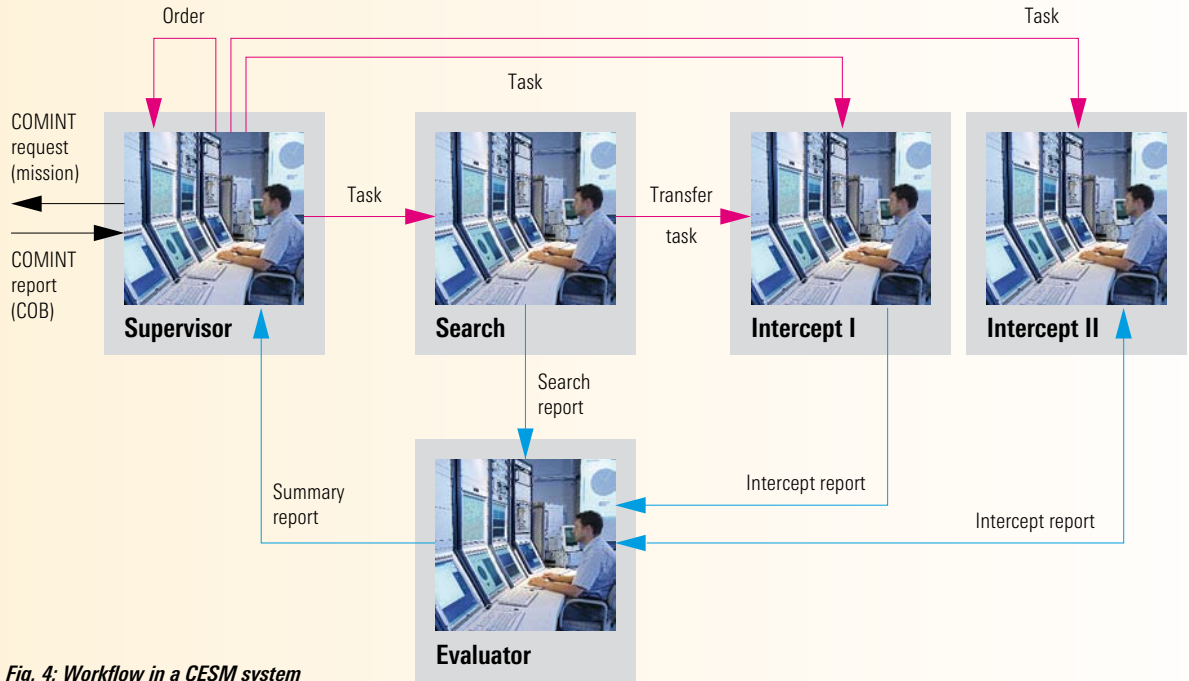 Order
Task
Task
COMINT
request
(mission)
Task
Transfer
task
COMINT
report
(COB)
Supervisor
Search
Intercept I
Intercept II
Search
report
Summary
report
Intercept report
Intercept report
Evaluator
Fig. 4: Workflow in a CESM system